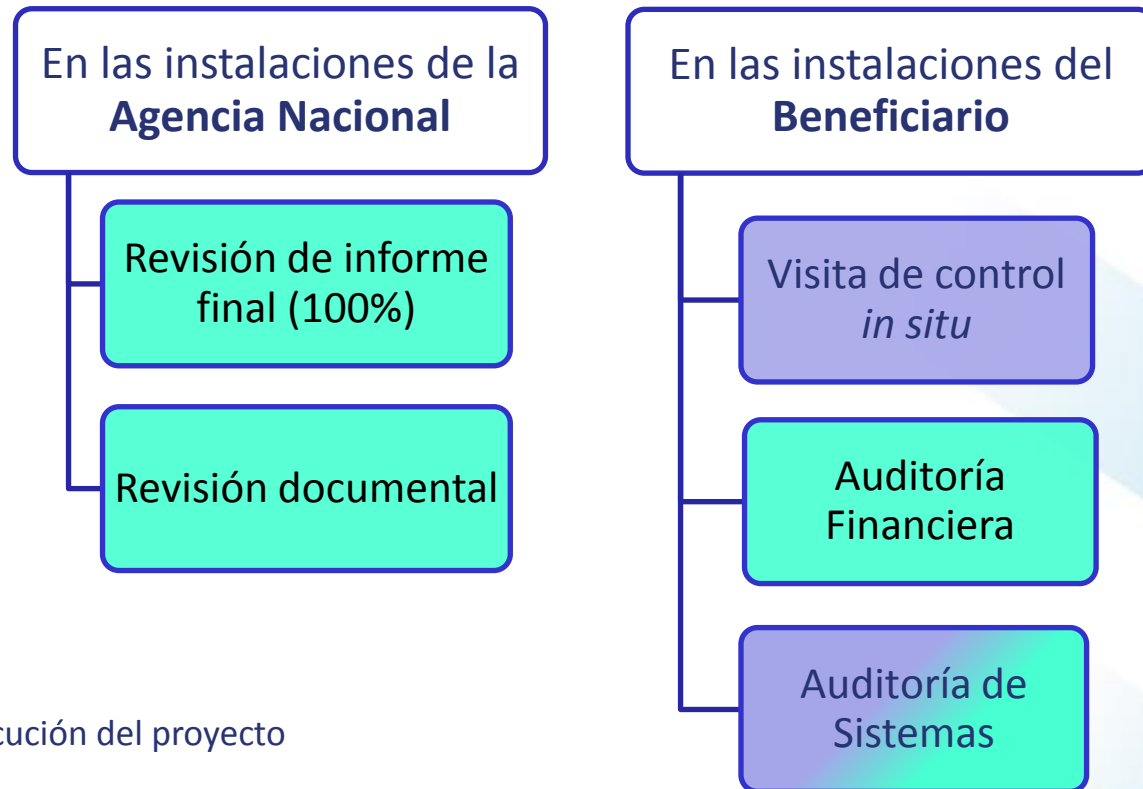 En las instalaciones de la
Agencia Nacional
Revisión de informe
final (100%)
Revisión documental
En las instalaciones del
Beneficiario
Visita de control
in situ
Auditoría
Financiera
Auditoría de
Sistemas
cución del proyecto